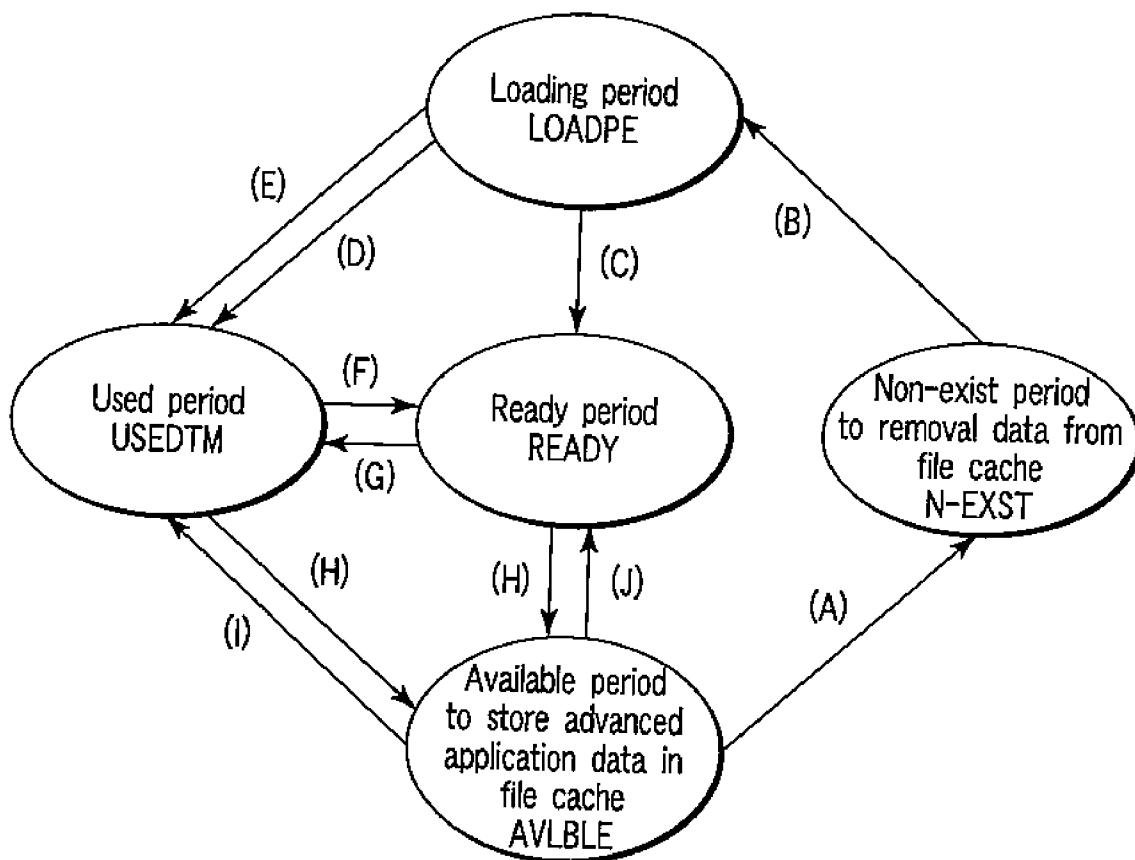 Loading period
LOADPE
(E)
(B)
(D)
(C)
Used period
USEDTM
(F)
(G)
Ready period
READY
Non-exist period
to removal data from
file cache
N-EXST
(H)
(I)
(H)
(J)
(A)
Available period
to store advanced
application data in
file cache
AVLBLE